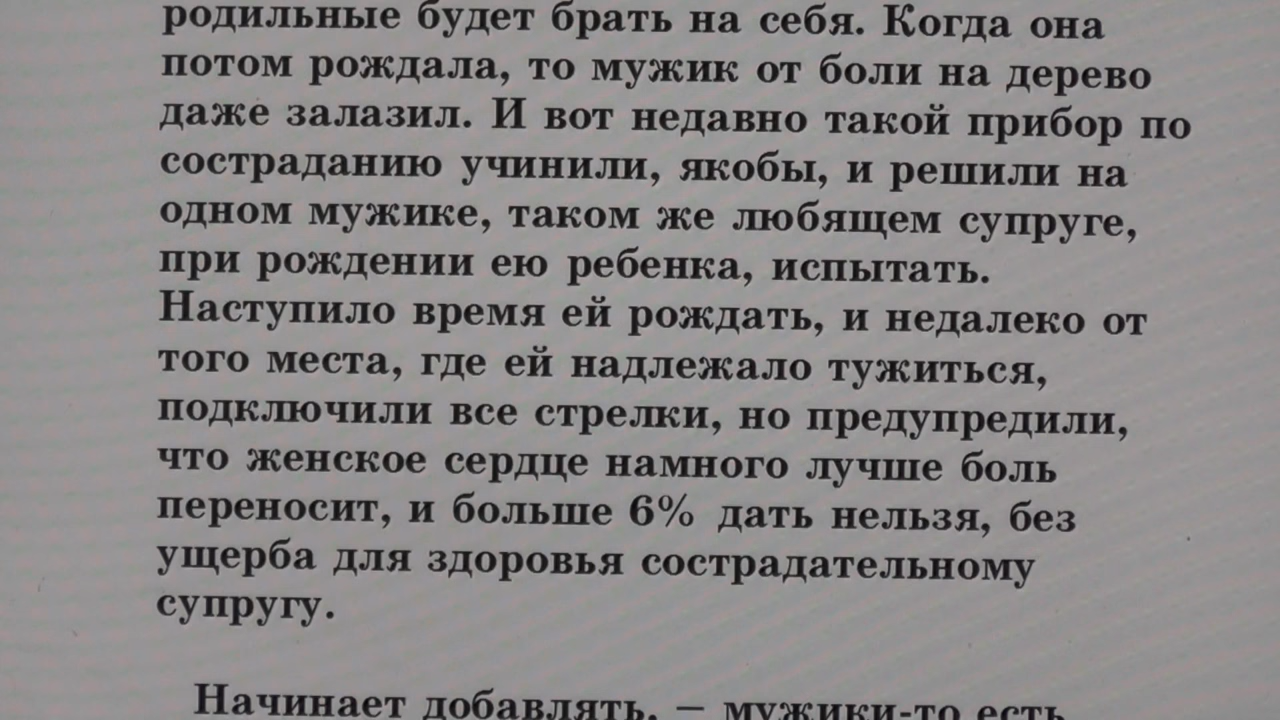 родильные будет брать на себя. Когда она
потом рождала, то мужик от боли на дерево
даже залазил. И вот недавно такой прибор по
состраданию учинили, якобы, и решили на
одном мужике, таком же любящем супруге,
при рождении ею ребенка, испытать.
Наступило время ей рождать, и недалеко от
того места, где ей надлежало тужиться,
подключили все стрелки, но предупредили,
что женское сердце намного лучше боль
переносит, и больше 6% дать нельзя, без
ущерба для здоровья сострадательному
супругу.
Начинает добавлять, — мужики-то есть